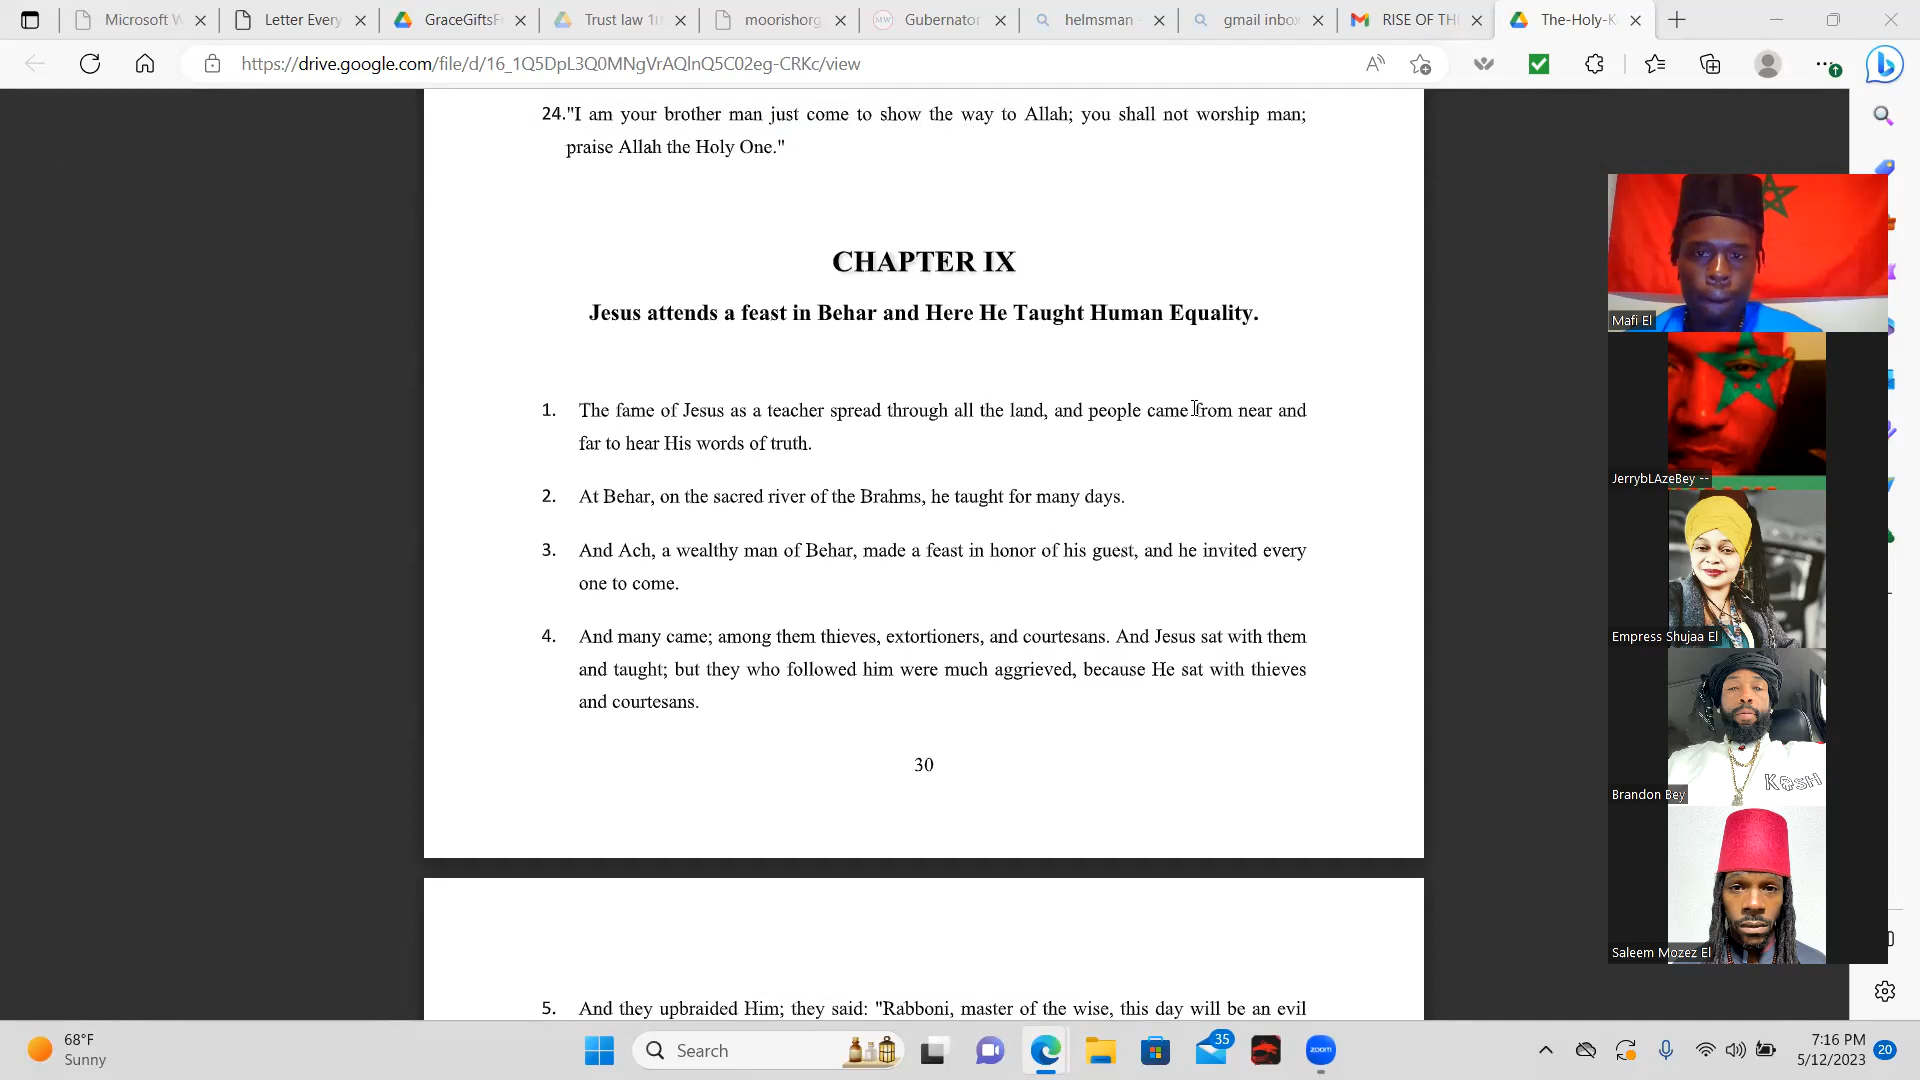 Microsoft W
Letter Every
GraceGiftsF
Trust law 1
moorishorg
MW
Gubernator
helmsman -
gmail inbox
RISE OF TH
The-Holy-K
https://drive.google.com/file/d/16_1Q5DpL3Q0MNgVrAQlnQ5C02eg-CRKc/view
24."I am your brother man just come to show the way to Allah; you shall not worship man;
praise Allah the Holy One."
CHAPTER IX
Jesus attends a feast in Behar and Here He Taught Human Equality.
1. The fame of Jesus as a teacher spread through all the land, and people came from near and
far to hear His words of truth.
2. At Behar, on the sacred river of the Brahms, he taught for many days.
3. And Ach, a wealthy man of Behar, made a feast in honor of his guest, and he invited every
one to come.
4. And many came; among them thieves, extortioners, and courtesans. And Jesus sat with them
and taught; but they who followed him were much aggrieved, because He sat with thieves
and courtesans.
30
5. And they upbraided Him; they said: "Rabboni, master of the wise, this day will be an evil
Mafi El
JerrybLAzeBey --
Empress Shujaa El
KOSH
Brandon Bey
Saleem Mozez El
68°F
Sunny
Search
35
zoom
7:16 PM
5/12/2023
20